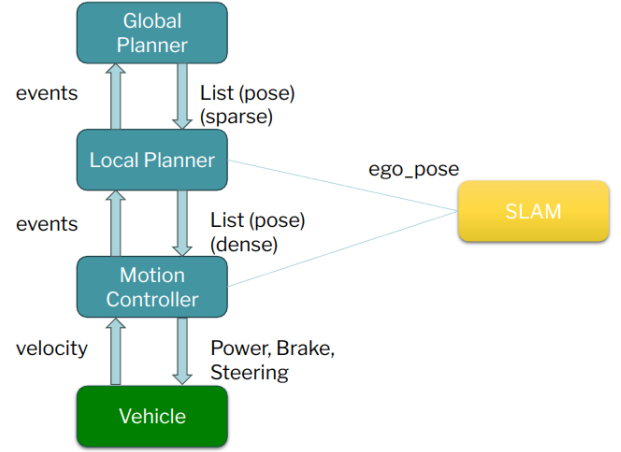 Global
Planner
events
List (pose)
(sparse)
Local Planner
ego_pose
SLAM
events
List (pose)
(dense)
Motion
Controller
velocity
Power, Brake,
Steering
Vehicle